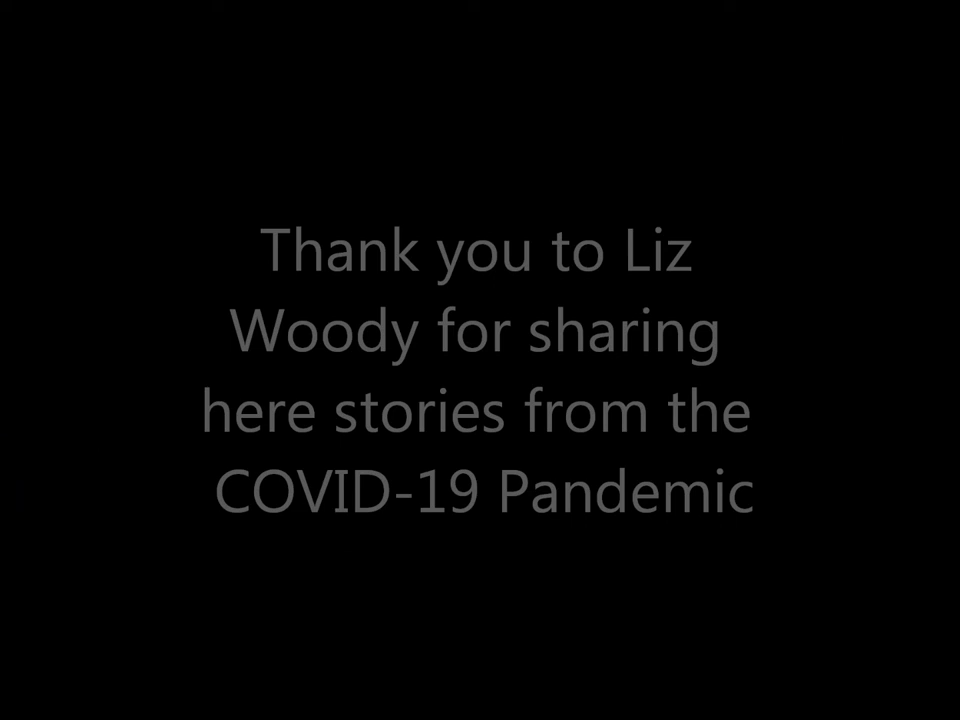 Thank you to Liz
Woody for sharing
here stories from the
COVID-19 Pandemic